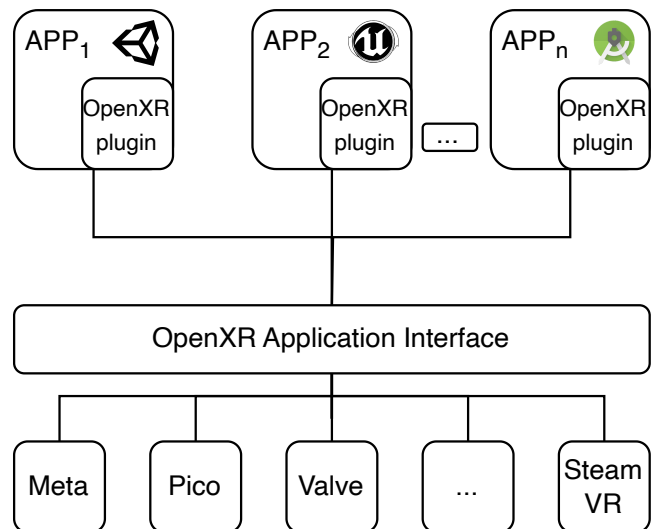 APP1
APP2
APPn
OpenXR
plugin
OpenXR
plugin
...
OpenXR
plugin
OpenXR Application Interface
Meta
Pico
Valve
...
Steam
VR